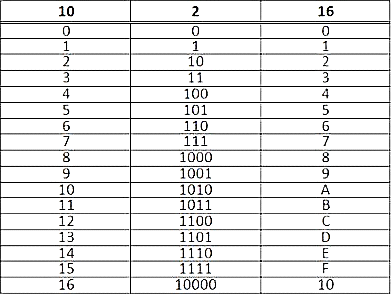 10 2 16
0 0 0
1 1 1
2 10 2
3 11 3
4 100 4
5 101 5
6 110 6
7 111 7
8 1000 8
9 1001 9
10 1010 A
11 1011 B
12 1100 C
13 1101 D
14 1110 E
15 1111 F
16 10000 10